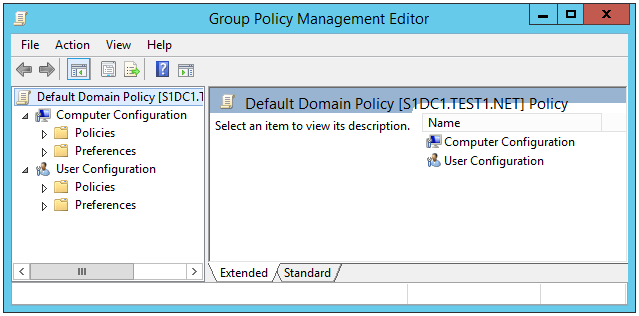 Group Policy Management Editor
File Action View Help
Default Domain Policy [S1DC1.T
Computer Configuration
Policies
Preferences
User Configuration
Policies
Preferences
Default Domain Policy [S1DC1.TEST1.NET] Policy
Select an item to view its description.
Name
Computer Configuration
User Configuration
Extended Standard